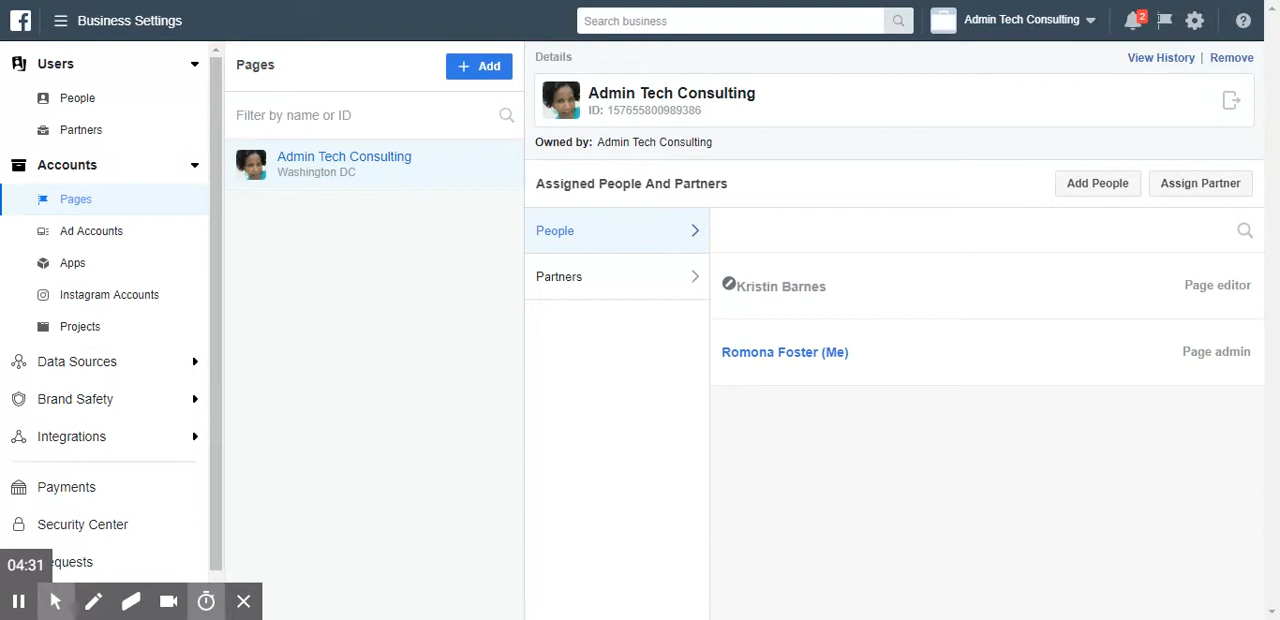 Business Settings
Search business
Admin Tech Consulting
2
Users
People
Partners
Accounts
Pages
Ad Accounts
Apps
Instagram Accounts
Projects
Data Sources
Brand Safety
Integrations
Payments
Security Center
equests
04:31
Pages
+ Add
Filter by name or ID
Admin Tech Consulting
Washington DC
Details
View History | Remove
Admin Tech Consulting
ID: 157655800989386
Owned by: Admin Tech Consulting
Assigned People And Partners
Add People
Assign Partner
People
Partners
Kristin Barnes
Page editor
Romona Foster (Me)
Page admin